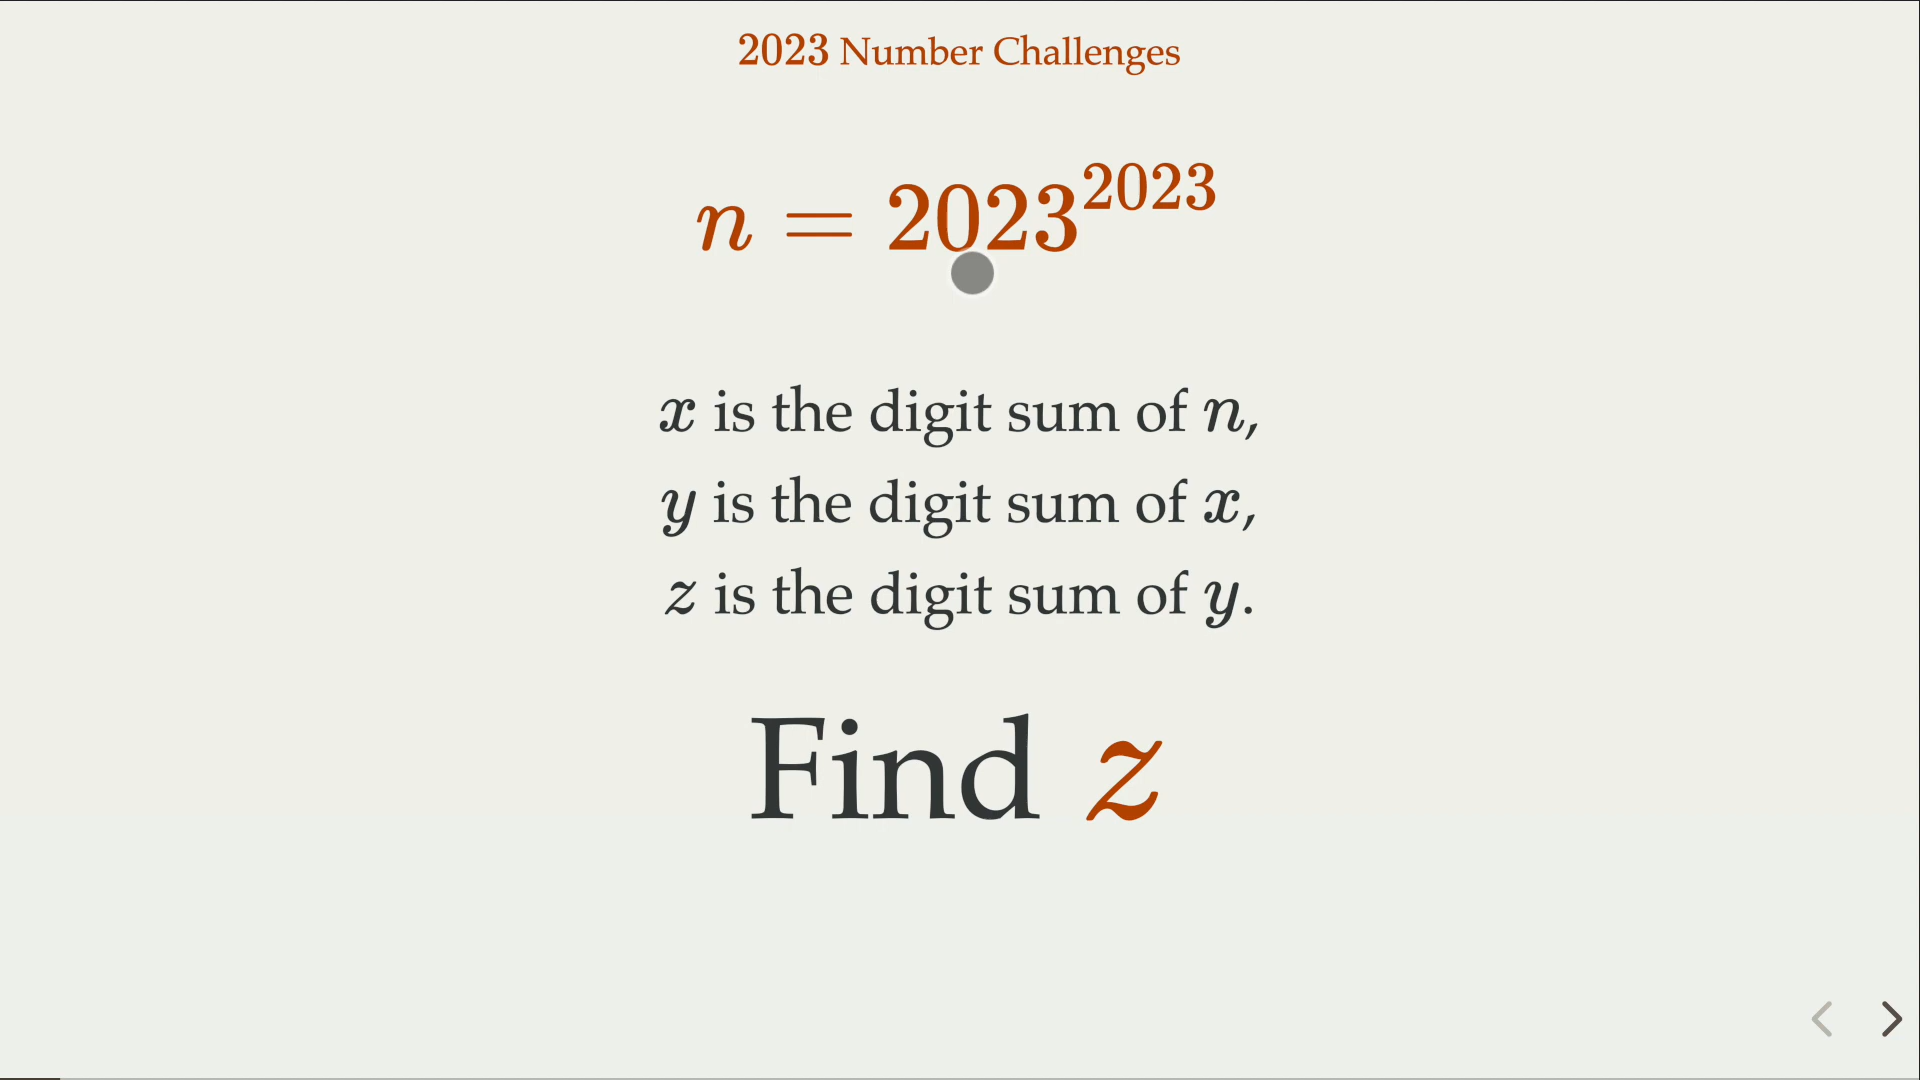 2023 Number Challenges
n = 2023^2023
x is the digit sum of n,
y is the digit sum of x,
z is the digit sum of y.
Find z